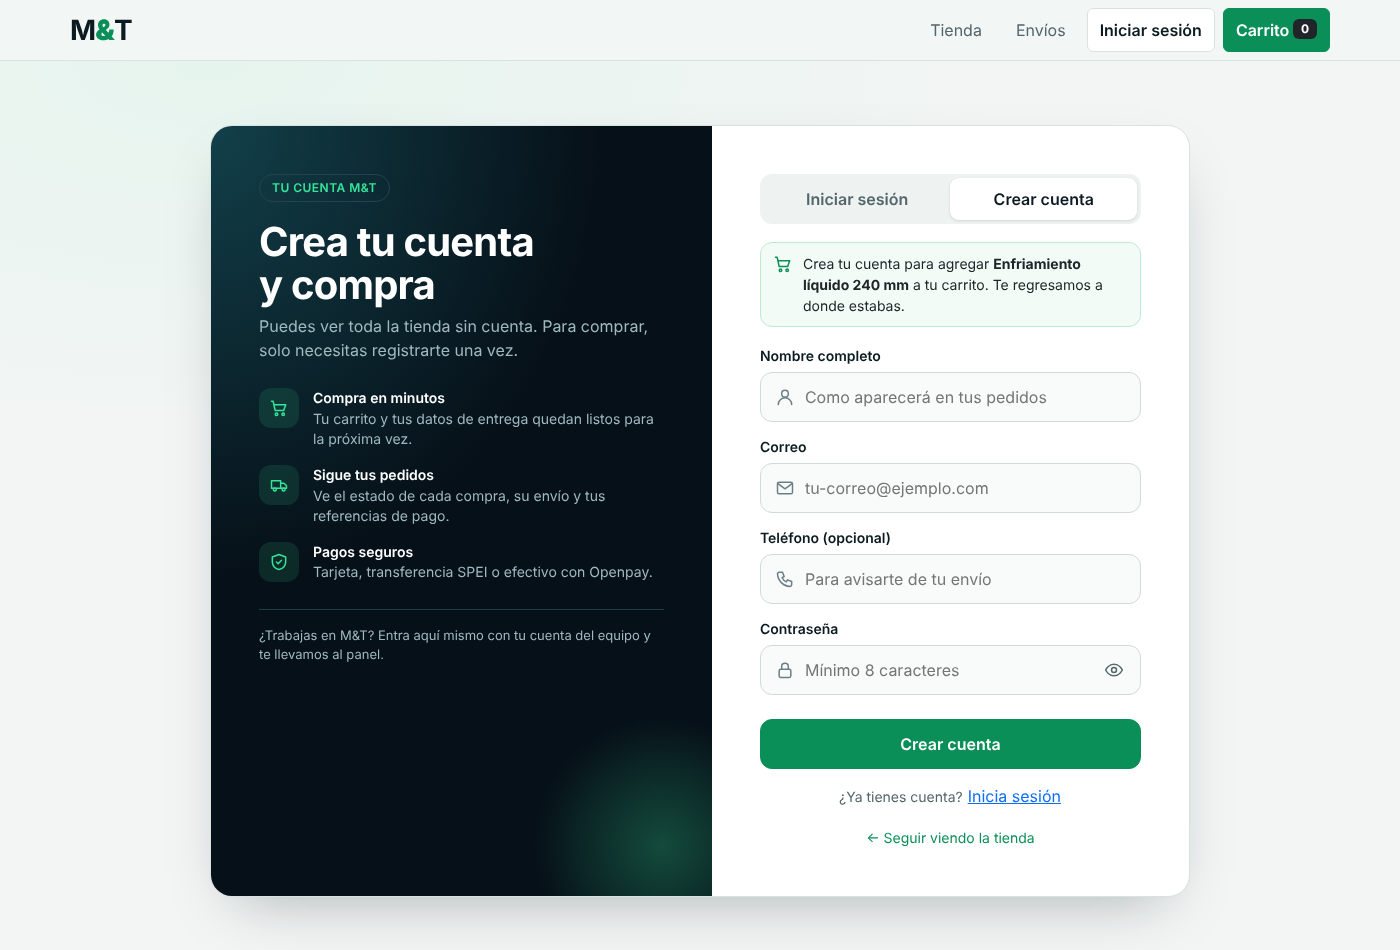 M&T
Tienda
Envíos
Iniciar sesión
Carrito 0
TU CUENTA M&T
Crea tu cuenta
y compra
Puedes ver toda la tienda sin cuenta. Para comprar,
solo necesitas registrarte una vez.
Compra en minutos
Tu carrito y tus datos de entrega quedan listos para
la próxima vez.
Sigue tus pedidos
Ve el estado de cada compra, su envío y tus
referencias de pago.
Pagos seguros
Tarjeta, transferencia SPEI o efectivo con Openpay.
¿Trabajas en M&T? Entra aquí mismo con tu cuenta del equipo y
te llevamos al panel.
Iniciar sesión
Crear cuenta
Crea tu cuenta para agregar Enfriamiento
líquido 240 mm a tu carrito. Te regresamos a
donde estabas.
Nombre completo
Como aparecerá en tus pedidos
Correo
tu-correo@ejemplo.com
Teléfono (opcional)
Para avisarte de tu envío
Contraseña
Mínimo 8 caracteres
Crear cuenta
¿Ya tienes cuenta? Inicia sesión
← Seguir viendo la tienda